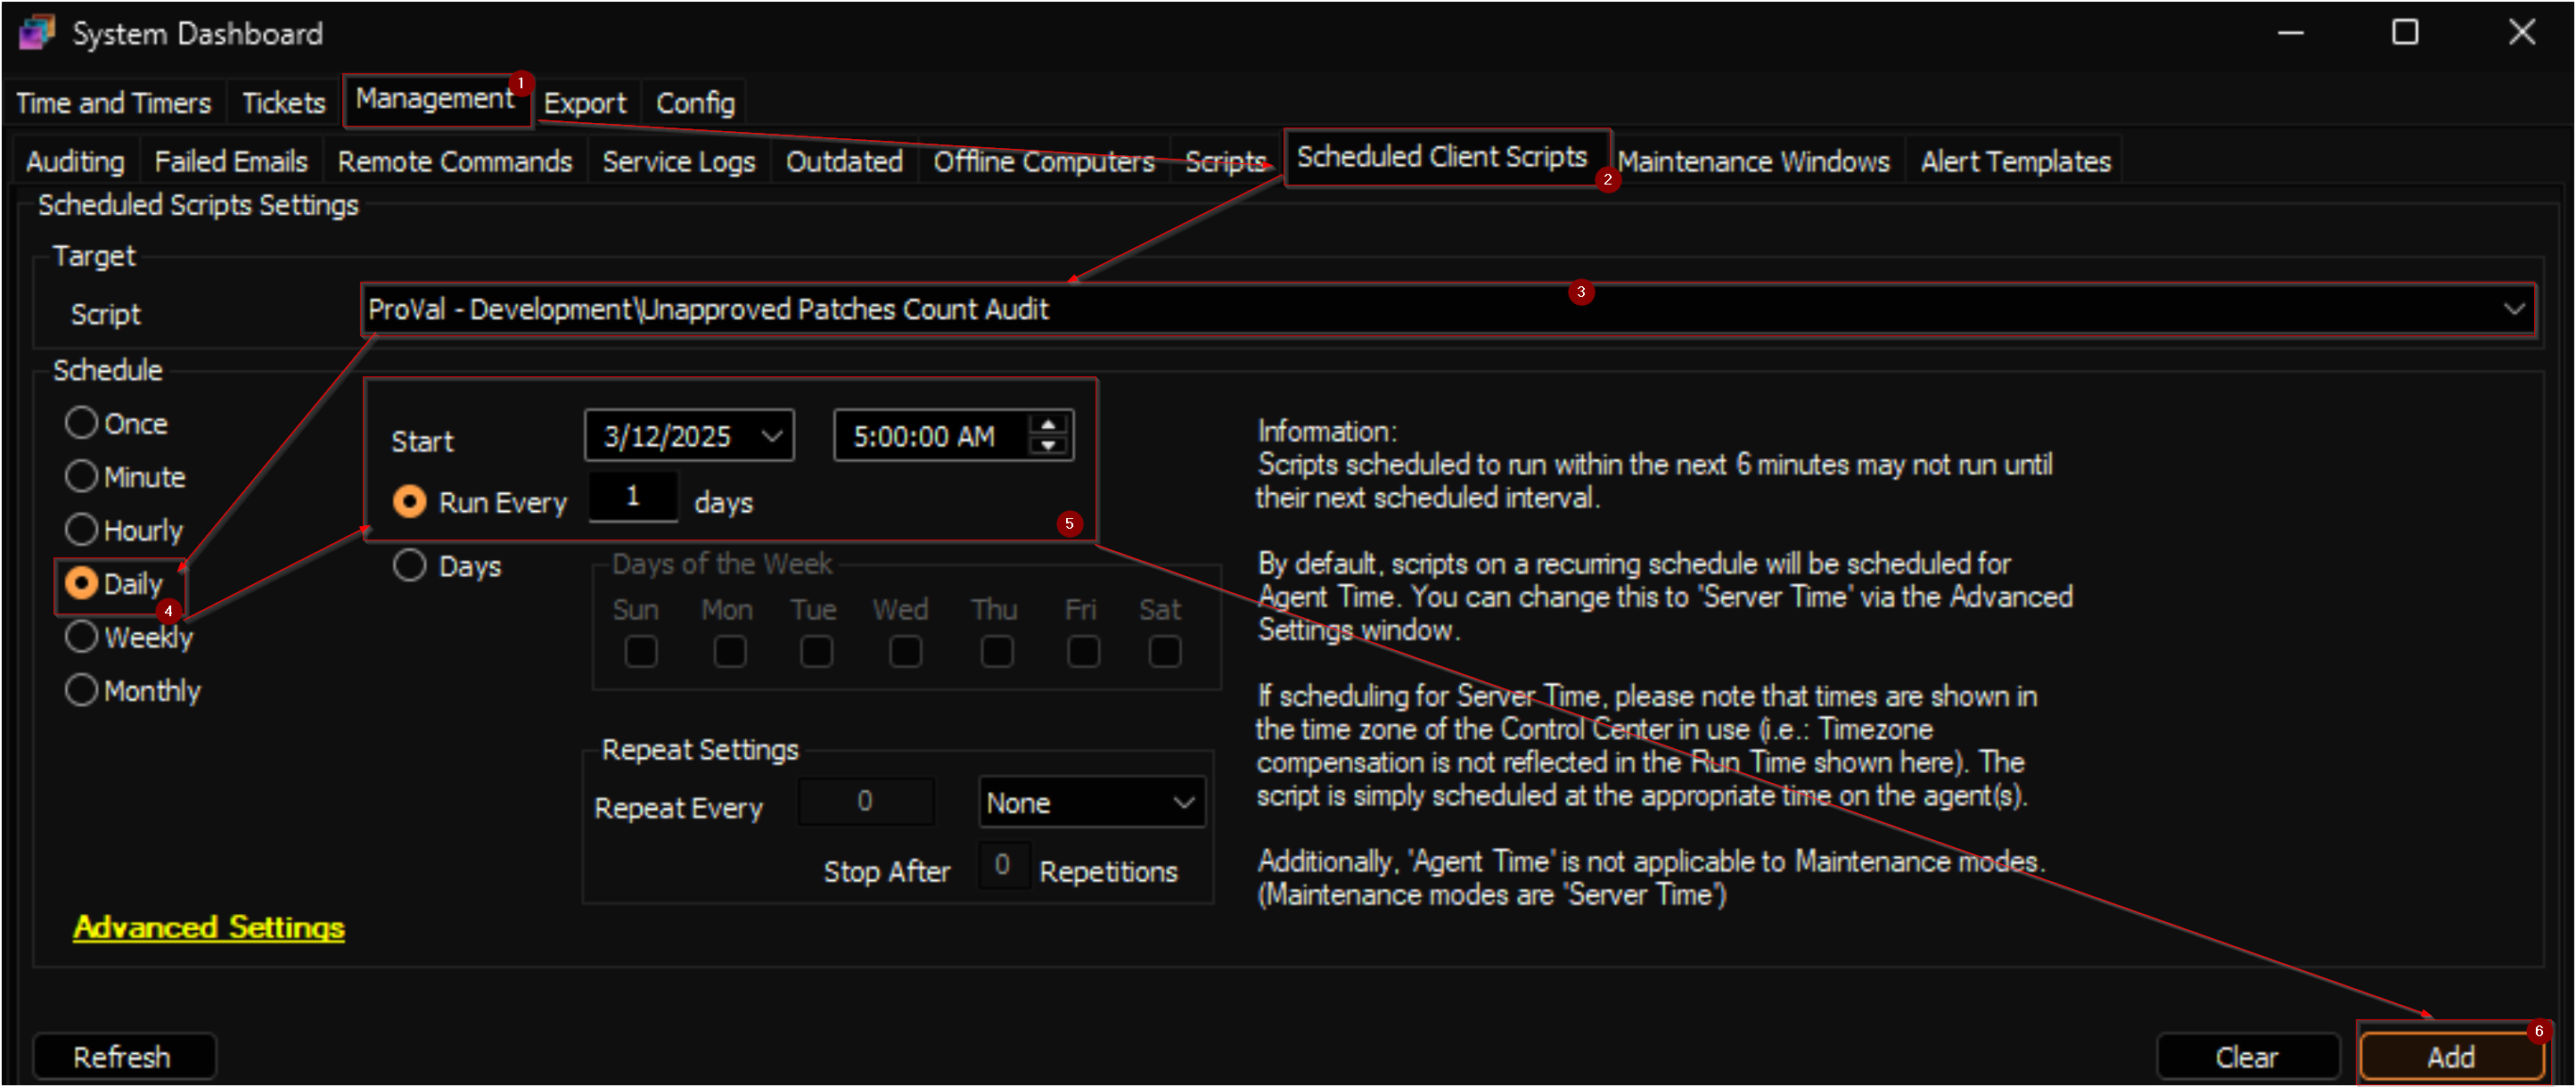 System Dashboard
Time and Timers Tickets Management 1 Export Config
Auditing Failed Emails Remote Commands Service Logs Outdated Offline Computers Scripts Scheduled Client Scripts 2 Maintenance Windows Alert Templates
Scheduled Scripts Settings
Target
Script ProVal - Development\Unapproved Patches Count Audit 3
Schedule
Once
Minute
Hourly
Daily 4
Weekly
Monthly
Start 3/12/2025 5:00:00 AM
Run Every 1 days 5
Days
Days of the Week
Sun Mon Tue Wed Thu Fri Sat
Repeat Settings
Repeat Every 0 None
Stop After 0 Repetitions
Information:
Scripts scheduled to run within the next 6 minutes may not run until
their next scheduled interval.
By default, scripts on a recurring schedule will be scheduled for
Agent Time. You can change this to 'Server Time' via the Advanced
Settings window.
If scheduling for Server Time, please note that times are shown in
the time zone of the Control Center in use (i.e.: Timezone
compensation is not reflected in the Run Time shown here). The
script is simply scheduled at the appropriate time on the agent(s).
Additionally, 'Agent Time' is not applicable to Maintenance modes.
(Maintenance modes are 'Server Time')
Advanced Settings
Refresh Clear Add 6